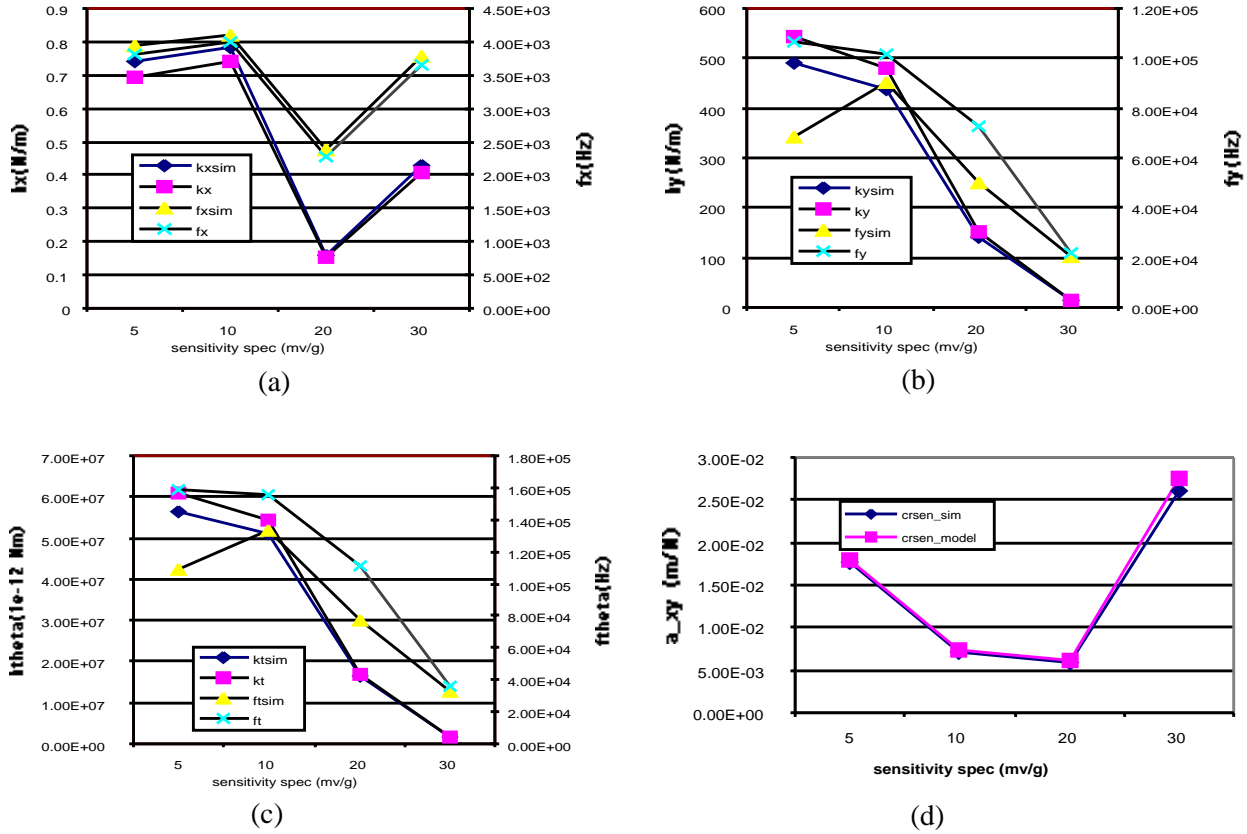 0.9
0.8
0.7
0.6
0.5
0.4
0.3
0.2
0.1
0
kx(N/m)
4.50E+03
4.00E+03
3.50E+03
3.00E+03
2.50E+03
2.00E+03
1.50E+03
1.00E+03
5.00E+02
0.00E+00
fx(Hz)
kxsim
kx
fxsim
fx
5 10 20 30
sensitivity spec (mv/g)
(a)
600
500
400
300
200
100
0
ky(N/m)
1.20E+05
1.00E+05
8.00E+04
6.00E+04
4.00E+04
2.00E+04
0.00E+00
fy(Hz)
kysim
ky
fysim
fy
5 10 20 30
sensitivity spec (mv/g)
(b)
7.00E+07
6.00E+07
5.00E+07
4.00E+07
3.00E+07
2.00E+07
1.00E+07
0.00E+00
ktheta(1e-12 Nm)
1.80E+05
1.60E+05
1.40E+05
1.20E+05
1.00E+05
8.00E+04
6.00E+04
4.00E+04
2.00E+04
0.00E+00
ftheta(Hz)
ktsim
kt
ftsim
ft
5 10 20 30
sensitivity spec (mv/g)
(c)
3.00E-02
2.50E-02
2.00E-02
1.50E-02
1.00E-02
5.00E-03
0.00E+00
a_xy (m/N)
crsen_sim
crsen_model
5 10 20 30
sensitivity spec (mv/g)
(d)